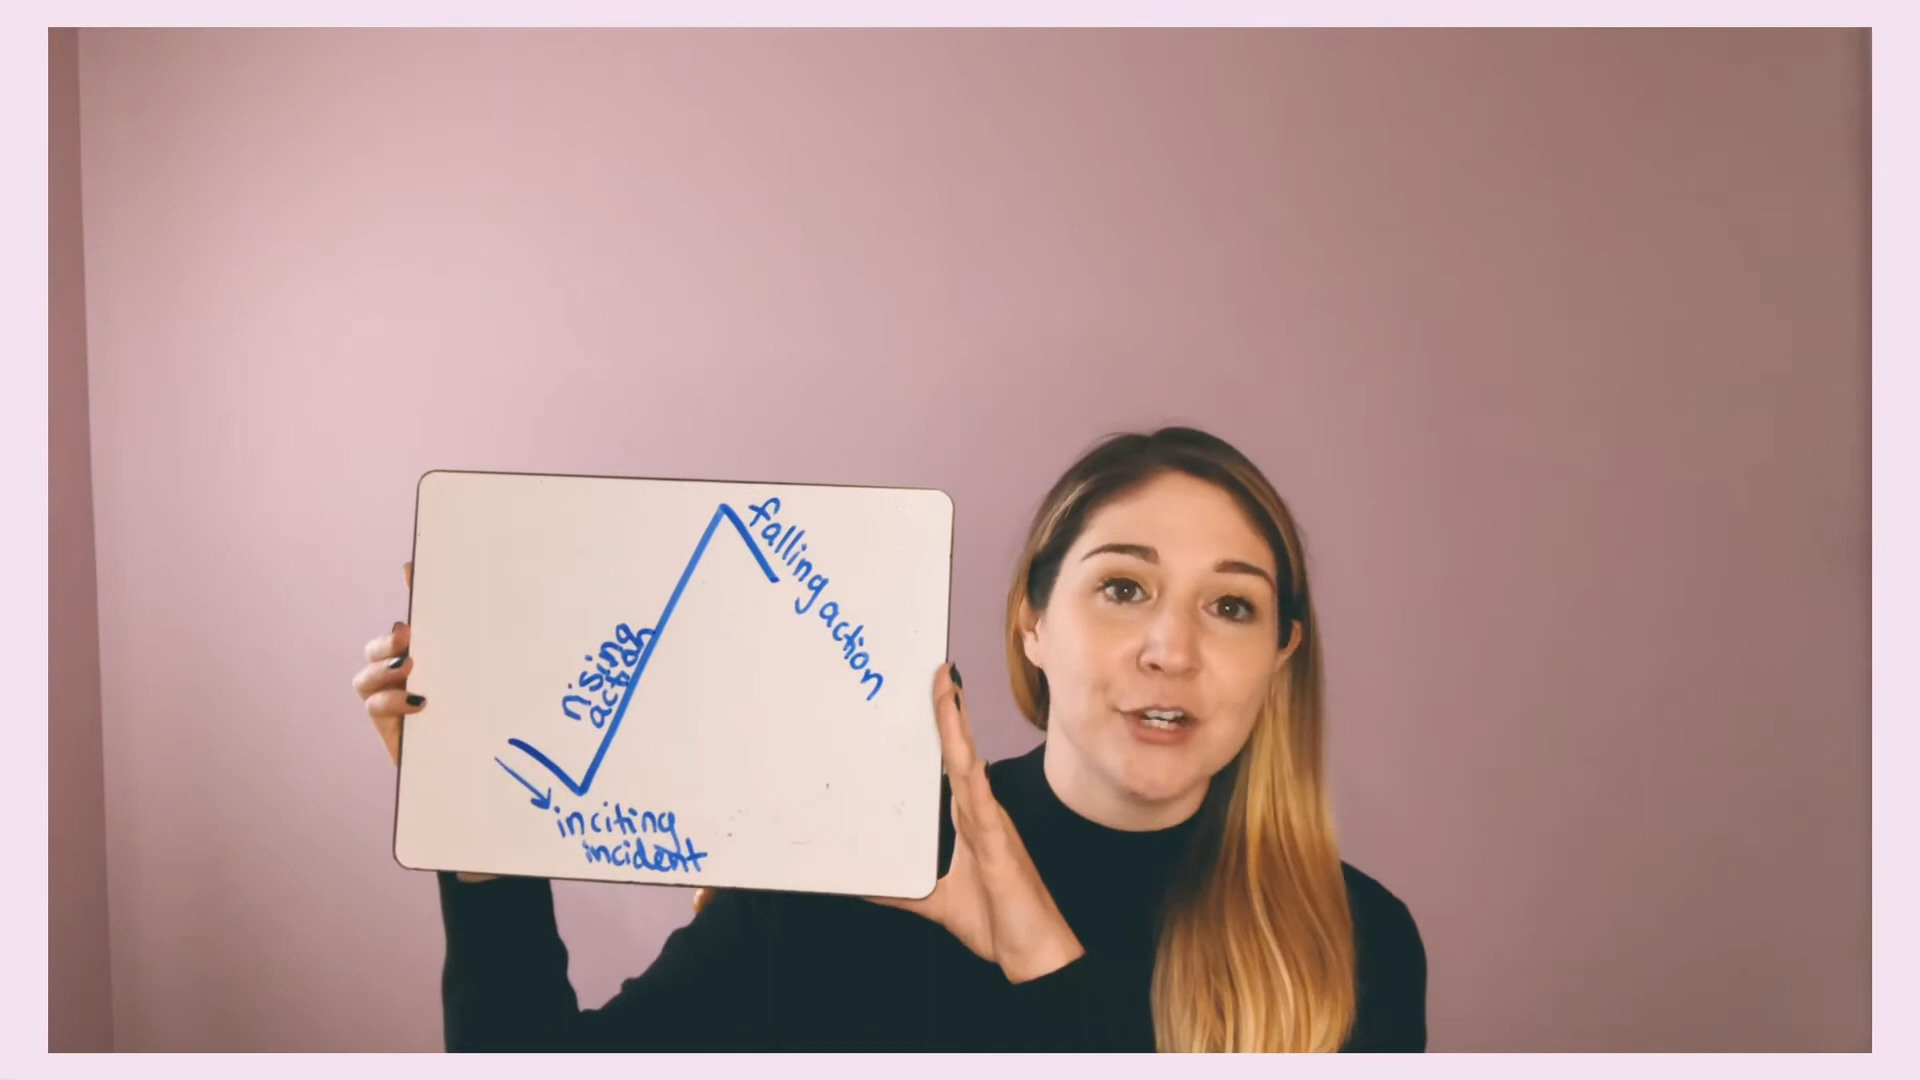 falling action
rising
action
inciting
incident